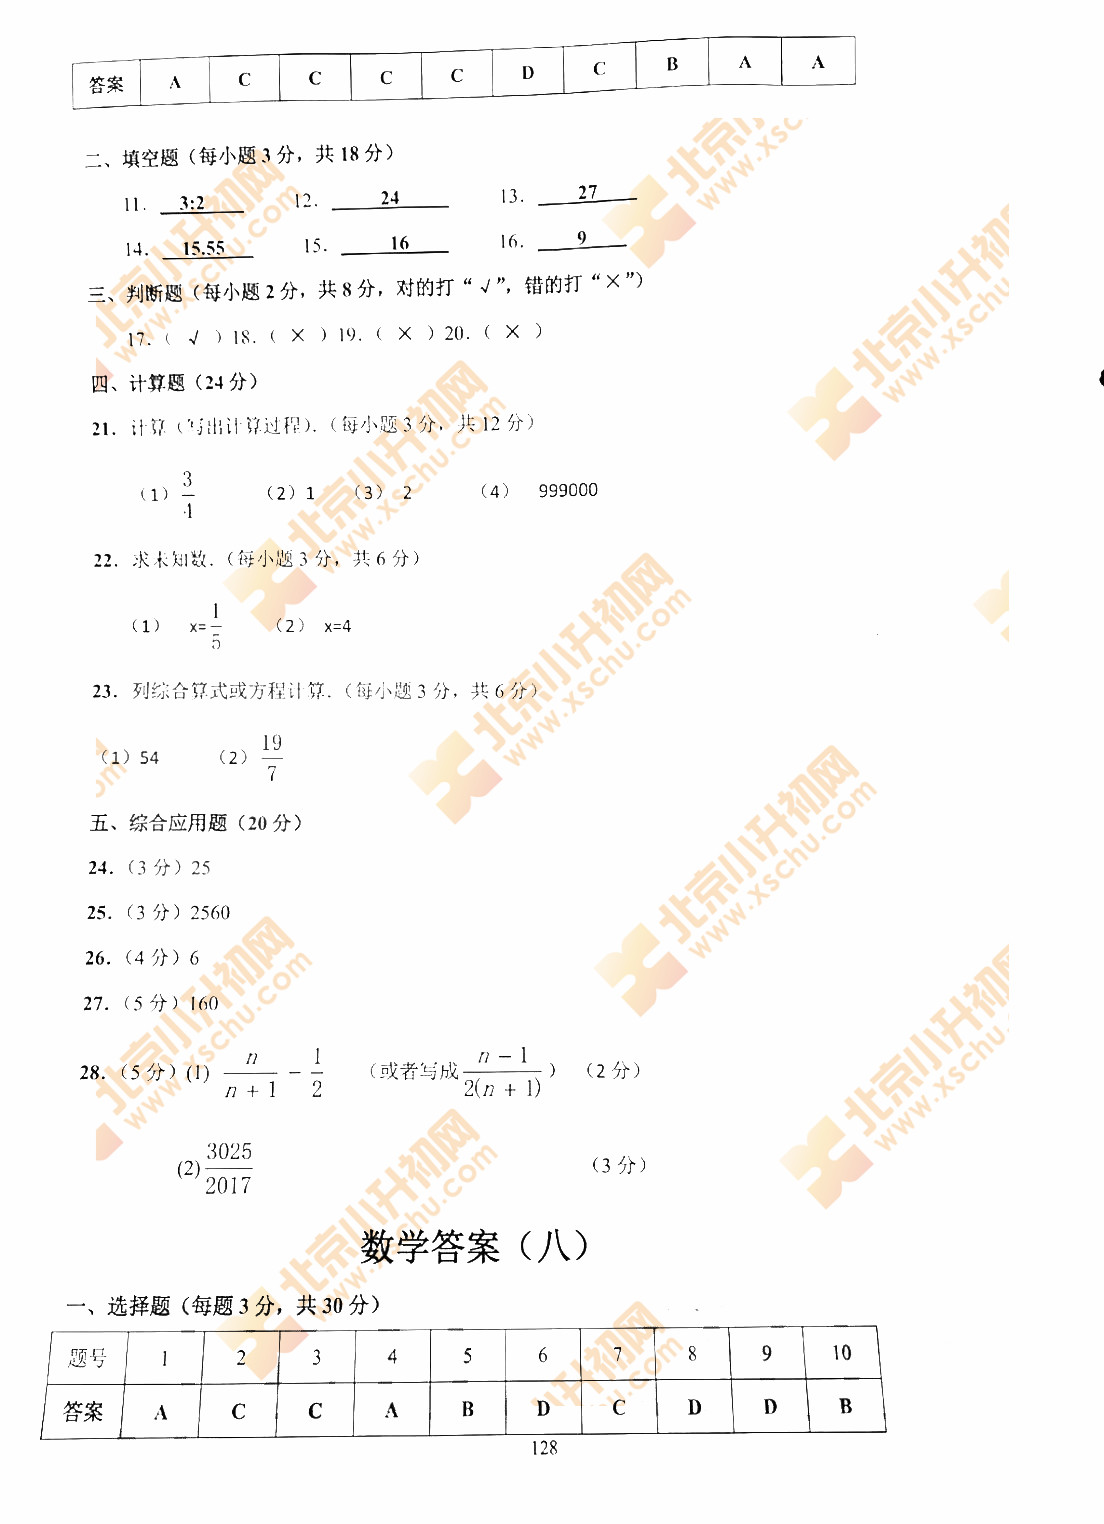 答案 A C C C C D C B A A
二、填空题（每小题3分，共18分）
11. 3:2 12. 24 13. 27
14. 15.55 15. 16 16. 9
三、判断题（每小题2分，共8分，对的打“√”，错的打“×”）
17.（ √ ）18.（ × ）19.（ × ）20.（ × ）
四、计算题（24分）
21. 计算（写出计算过程）.（每小题3分，共12分）
（1）3/4 （2）1 （3） 2 （4） 999000
22. 求未知数.（每小题3分，共6分）
（1） x=1/5 （2） x=4
23. 列综合算式或方程计算.（每小题3分，共6分）
（1）54 （2）19/7
五、综合应用题（20分）
24.（3分）25
25.（3分）2560
26.（4分）6
27.（5分）160
28.（5分）(1) n/(n+1) − 1/2 （或者写成 (n−1)/(2(n+1))） （2分）
(2) 3025/2017 （3分）
数学答案（八）
一、选择题（每题3分，共30分）
题号 1 2 3 4 5 6 7 8 9 10
答案 A C C A B D C D D B
128
北京小升初网
www.xschu.com